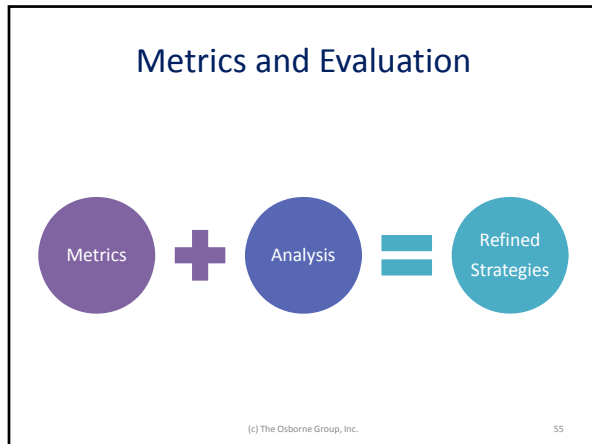 Metrics and Evaluation
Metrics
Analysis
Refined
Strategies
(c) The Osborne Group, Inc.
55